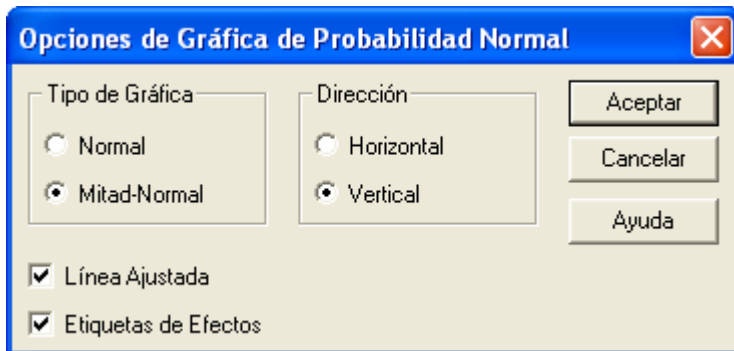 Opciones de Gráfica de Probabilidad Normal
Tipo de Gráfica
Normal
Mitad-Normal
Dirección
Horizontal
Vertical
Aceptar
Cancelar
Ayuda
Línea Ajustada
Etiquetas de Efectos